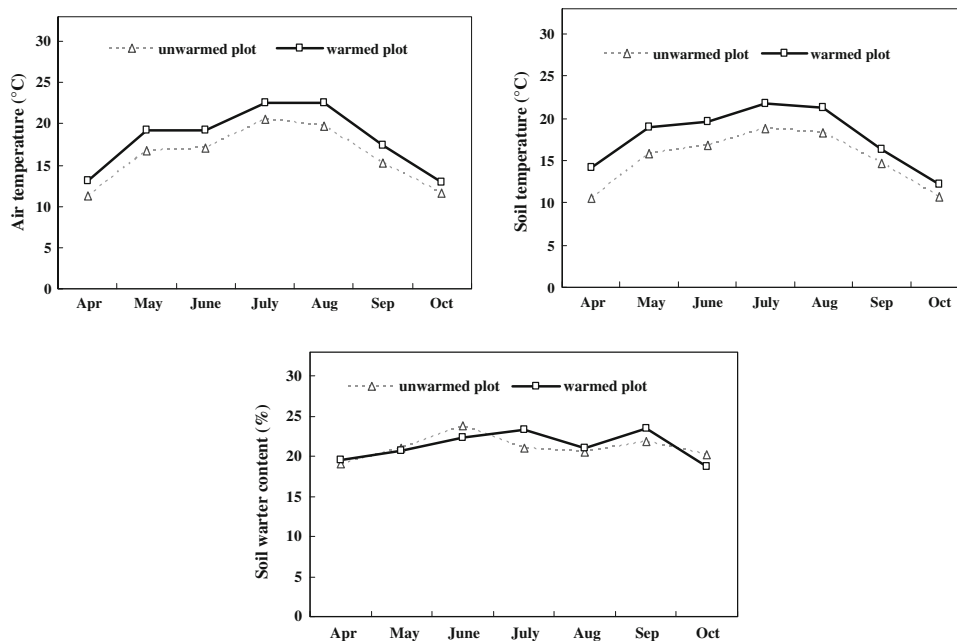 unwarmed plot warmed plot
Air temperature (°C)
30
25
20
15
10
5
0
Apr May June July Aug Sep Oct
unwarmed plot warmed plot
Soil temperature (°C)
30
25
20
15
10
5
0
Apr May June July Aug Sep Oct
unwarmed plot warmed plot
Soil warter content (%)
30
25
20
15
10
5
0
Apr May June July Aug Sep Oct